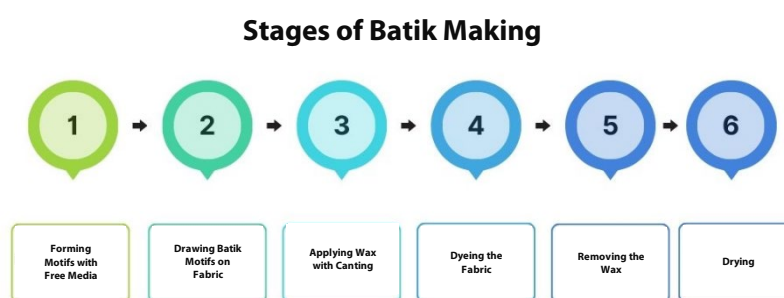 Stages of Batik Making
1
2
3
4
5
6
Forming
Motifs with
Free Media
Drawing Batik
Motifs on
Fabric
Applying Wax
with Canting
Dyeing the
Fabric
Removing the
Wax
Drying